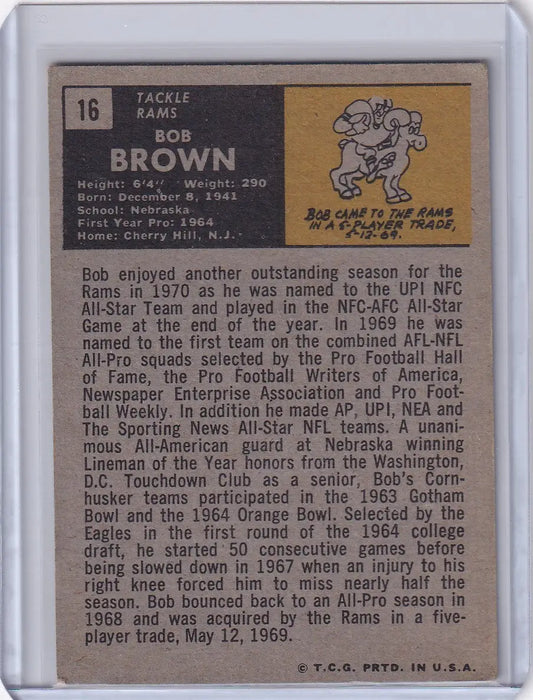 16
TACKLE
RAMS
BOB
BROWN
Height: 6'4" Weight: 290
Born: December 8, 1941
School: Nebraska
First Year Pro: 1964
Home: Cherry Hill, N.J.
BOB CAME TO THE RAMS
IN A 5-PLAYER TRADE,
5-12-69.
Bob enjoyed another outstanding season for the
Rams in 1970 as he was named to the UPI NFC
All-Star Team and played in the NFC-AFC All-Star
Game at the end of the year. In 1969 he was
named to the first team on the combined AFL-NFL
All-Pro squads selected by the Pro Football Hall
of Fame, the Pro Football Writers of America,
Newspaper Enterprise Association and Pro Foot-
ball Weekly. In addition he made AP, UPI, NEA and
The Sporting News All-Star NFL teams. A unani-
mous All-American guard at Nebraska winning
Lineman of the Year honors from the Washington,
D.C. Touchdown Club as a senior, Bob's Corn-
husker teams participated in the 1963 Gotham
Bowl and the 1964 Orange Bowl. Selected by the
Eagles in the first round of the 1964 college
draft, he started 50 consecutive games before
being slowed down in 1967 when an injury to his
right knee forced him to miss nearly half the
season. Bob bounced back to an All-Pro season in
1968 and was acquired by the Rams in a five-
player trade, May 12, 1969.
© T.C.G. PRTD. IN U.S.A.